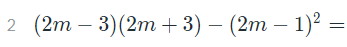 2 (2m − 3)(2m + 3) − (2m − 1)² =